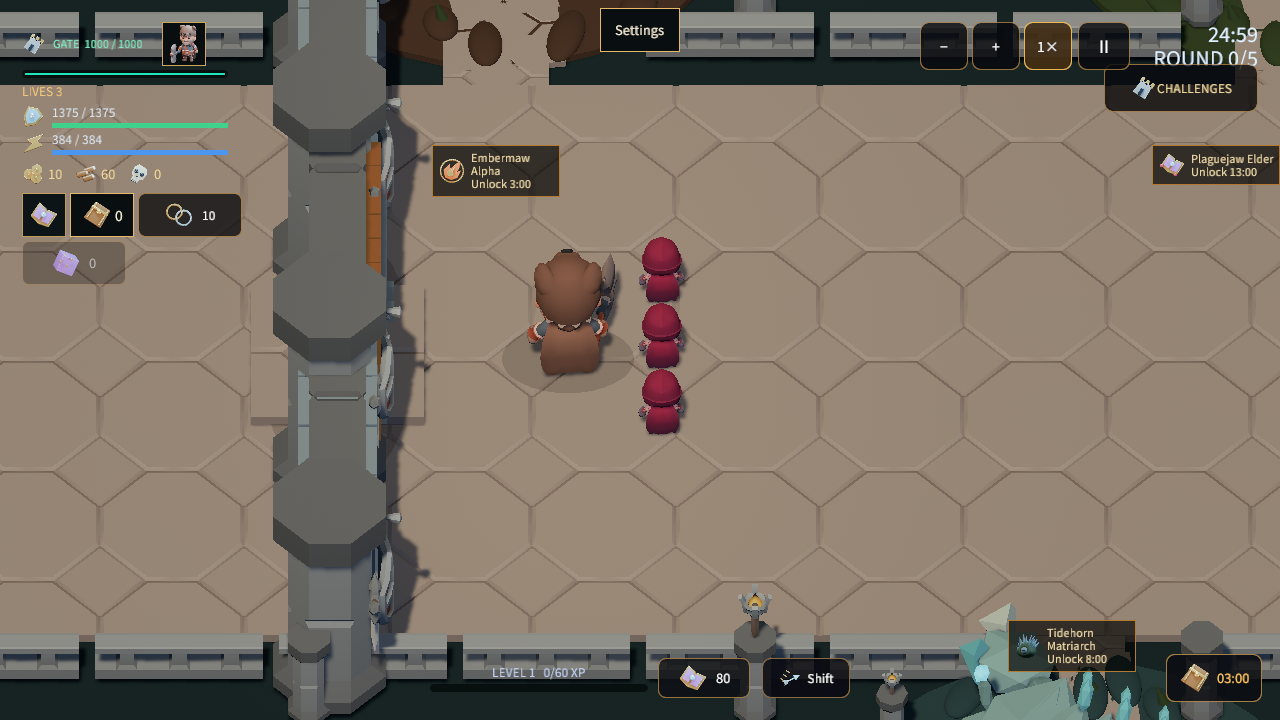 Settings
GATE 1000 / 1000
LIVES 3
1375 / 1375
384 / 384
10
60
0
0
10
0
−
+
1×
24:59
ROUND 0/5
CHALLENGES
Embermaw
Alpha
Unlock 3:00
Plaguejaw Elder
Unlock 13:00
Tidehorn
Matriarch
Unlock 8:00
LEVEL 1 0/60 XP
80
Shift
03:00